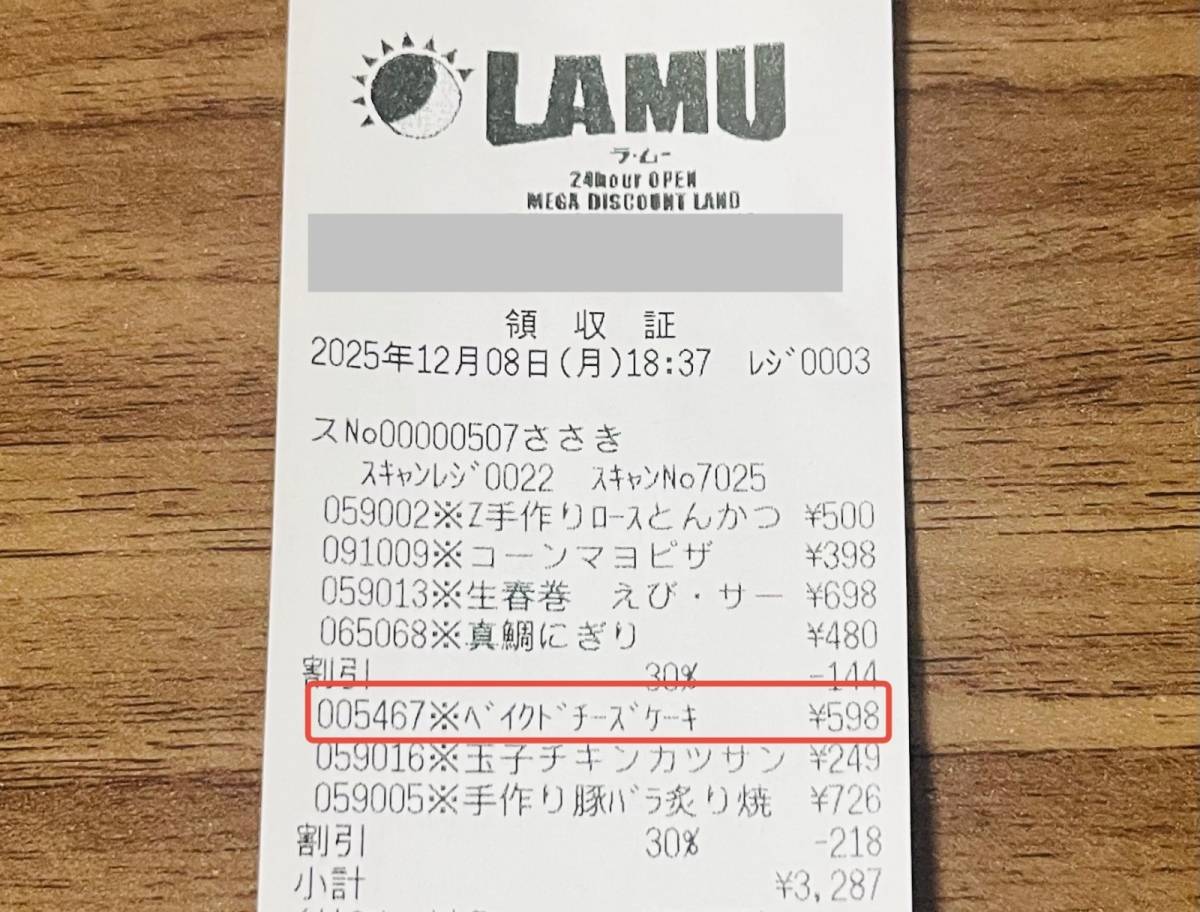 LAMU
ラ・ムー
24hour OPEN
MEGA DISCOUNT LAND
領収証
2025年12月08日(月)18:37 レジ0003
スNo00000507ささき
スキャンレジ0022 スキャンNo7025
059002※Z手作りロースとんかつ ¥500
091009※コーンマヨピザ ¥398
059013※生春巻 えび・サー ¥698
065068※真鯛にぎり ¥480
割引 30% -144
005467※ベイクドチーズケーキ ¥598
059016※玉子チキンカツサン ¥249
059005※手作り豚バラ炙り焼 ¥726
割引 30% -218
小計 ¥3,287